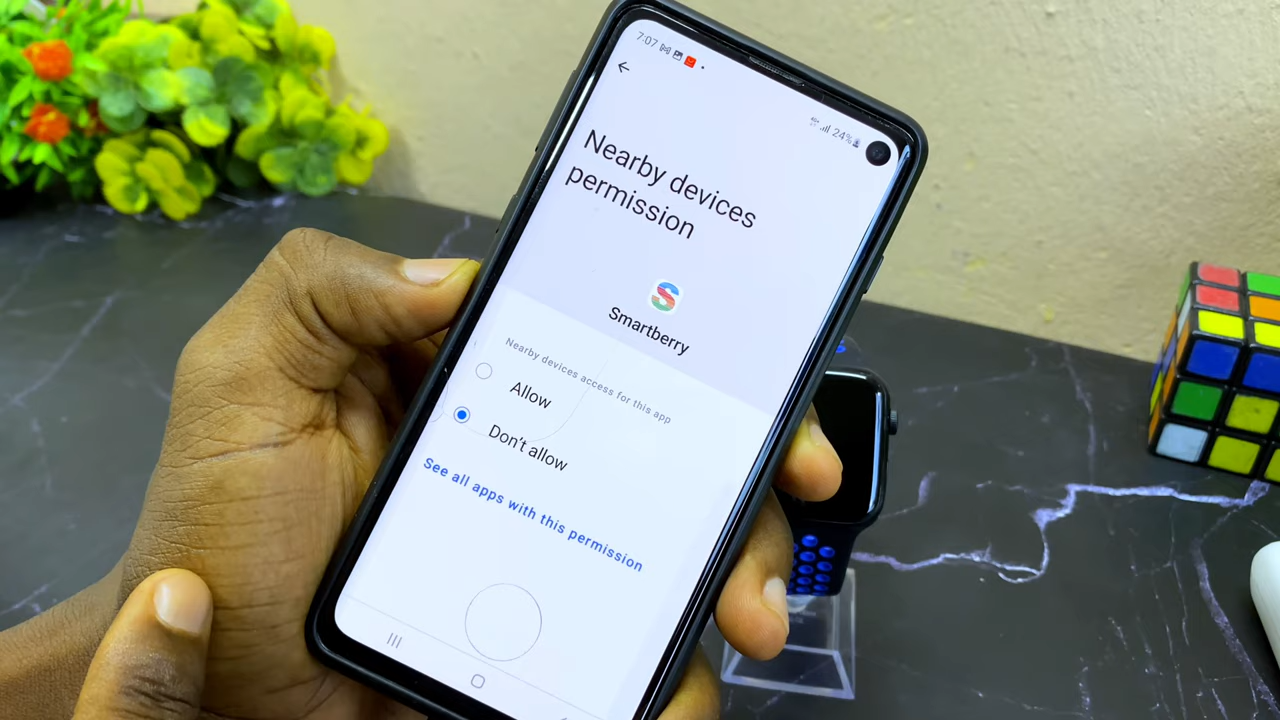 7:07
24%
Nearby devices
permission
Smartberry
Nearby devices access for this app
Allow
Don't allow
See all apps with this permission